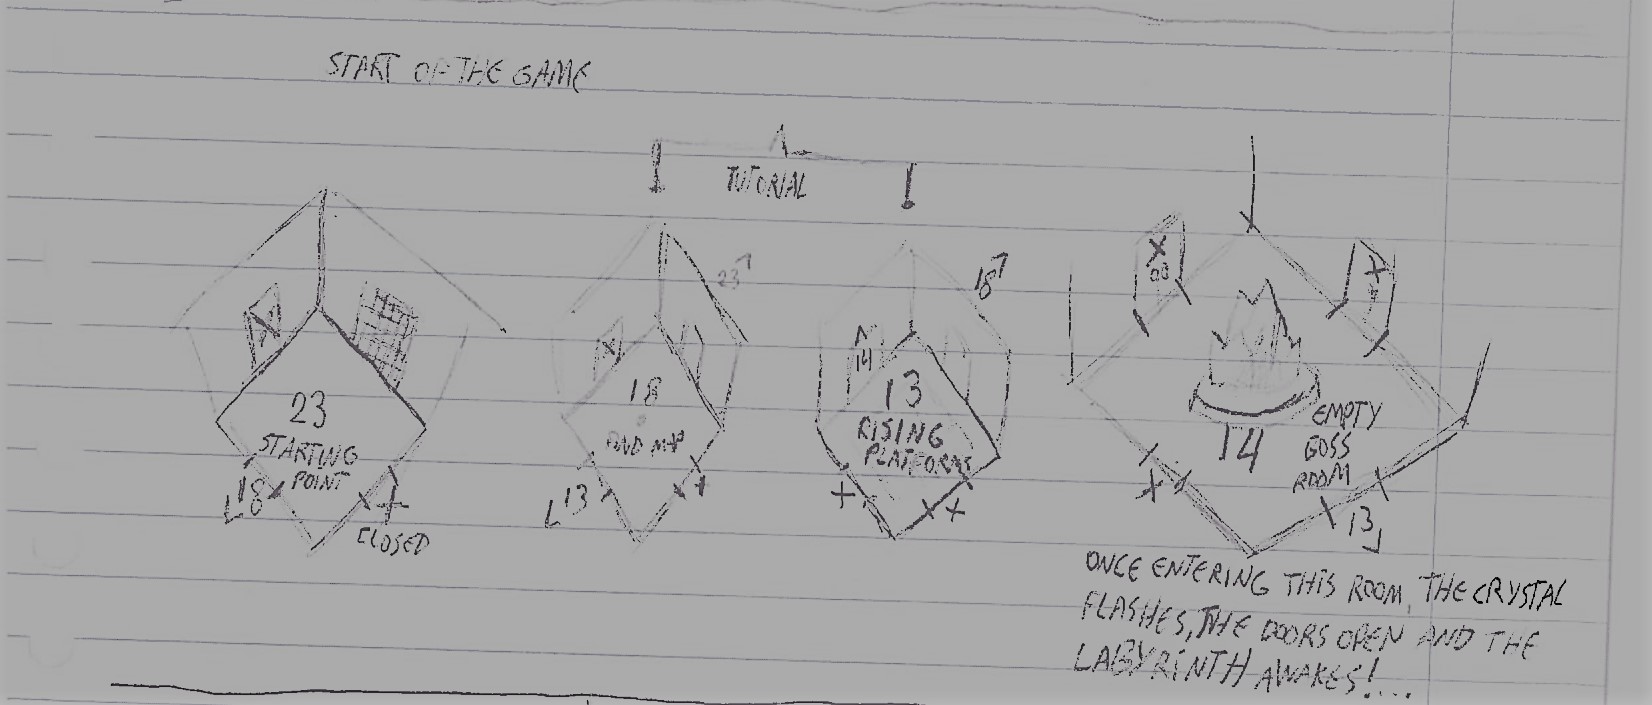 START OF THE GAME
TUTORIAL
X
23
STARTING
POINT
18
X
CLOSED
X
23
18
FIND MAP
13
X
18
14
13
RISING
PLATFORMS
X
X
X
X
14
EMPTY
BOSS
ROOM
X
13
ONCE ENTERING THIS ROOM, THE CRYSTAL
FLASHES, THE DOORS OPEN AND THE
LABYRINTH AWAKES!...